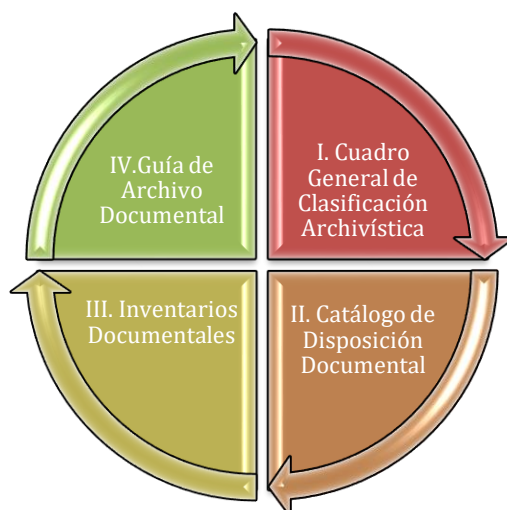 I. Cuadro
General de
Clasificación
Archivística
II. Catálogo de
Disposición
Documental
III. Inventarios
Documentales
IV.Guía de
Archivo
Documental